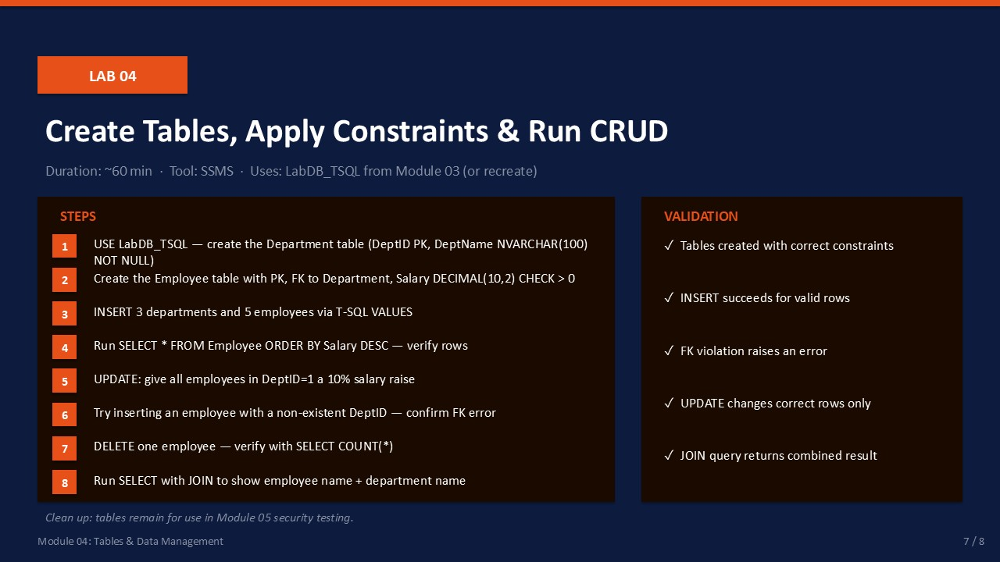 LAB 04
Create Tables, Apply Constraints & Run CRUD
Duration: ~60 min · Tool: SSMS · Uses: LabDB_TSQL from Module 03 (or recreate)
STEPS
1 USE LabDB_TSQL — create the Department table (DeptID PK, DeptName NVARCHAR(100)
NOT NULL)
2 Create the Employee table with PK, FK to Department, Salary DECIMAL(10,2) CHECK > 0
3 INSERT 3 departments and 5 employees via T-SQL VALUES
4 Run SELECT * FROM Employee ORDER BY Salary DESC — verify rows
5 UPDATE: give all employees in DeptID=1 a 10% salary raise
6 Try inserting an employee with a non-existent DeptID — confirm FK error
7 DELETE one employee — verify with SELECT COUNT(*)
8 Run SELECT with JOIN to show employee name + department name
VALIDATION
✓ Tables created with correct constraints
✓ INSERT succeeds for valid rows
✓ FK violation raises an error
✓ UPDATE changes correct rows only
✓ JOIN query returns combined result
Clean up: tables remain for use in Module 05 security testing.
Module 04: Tables & Data Management
7 / 8